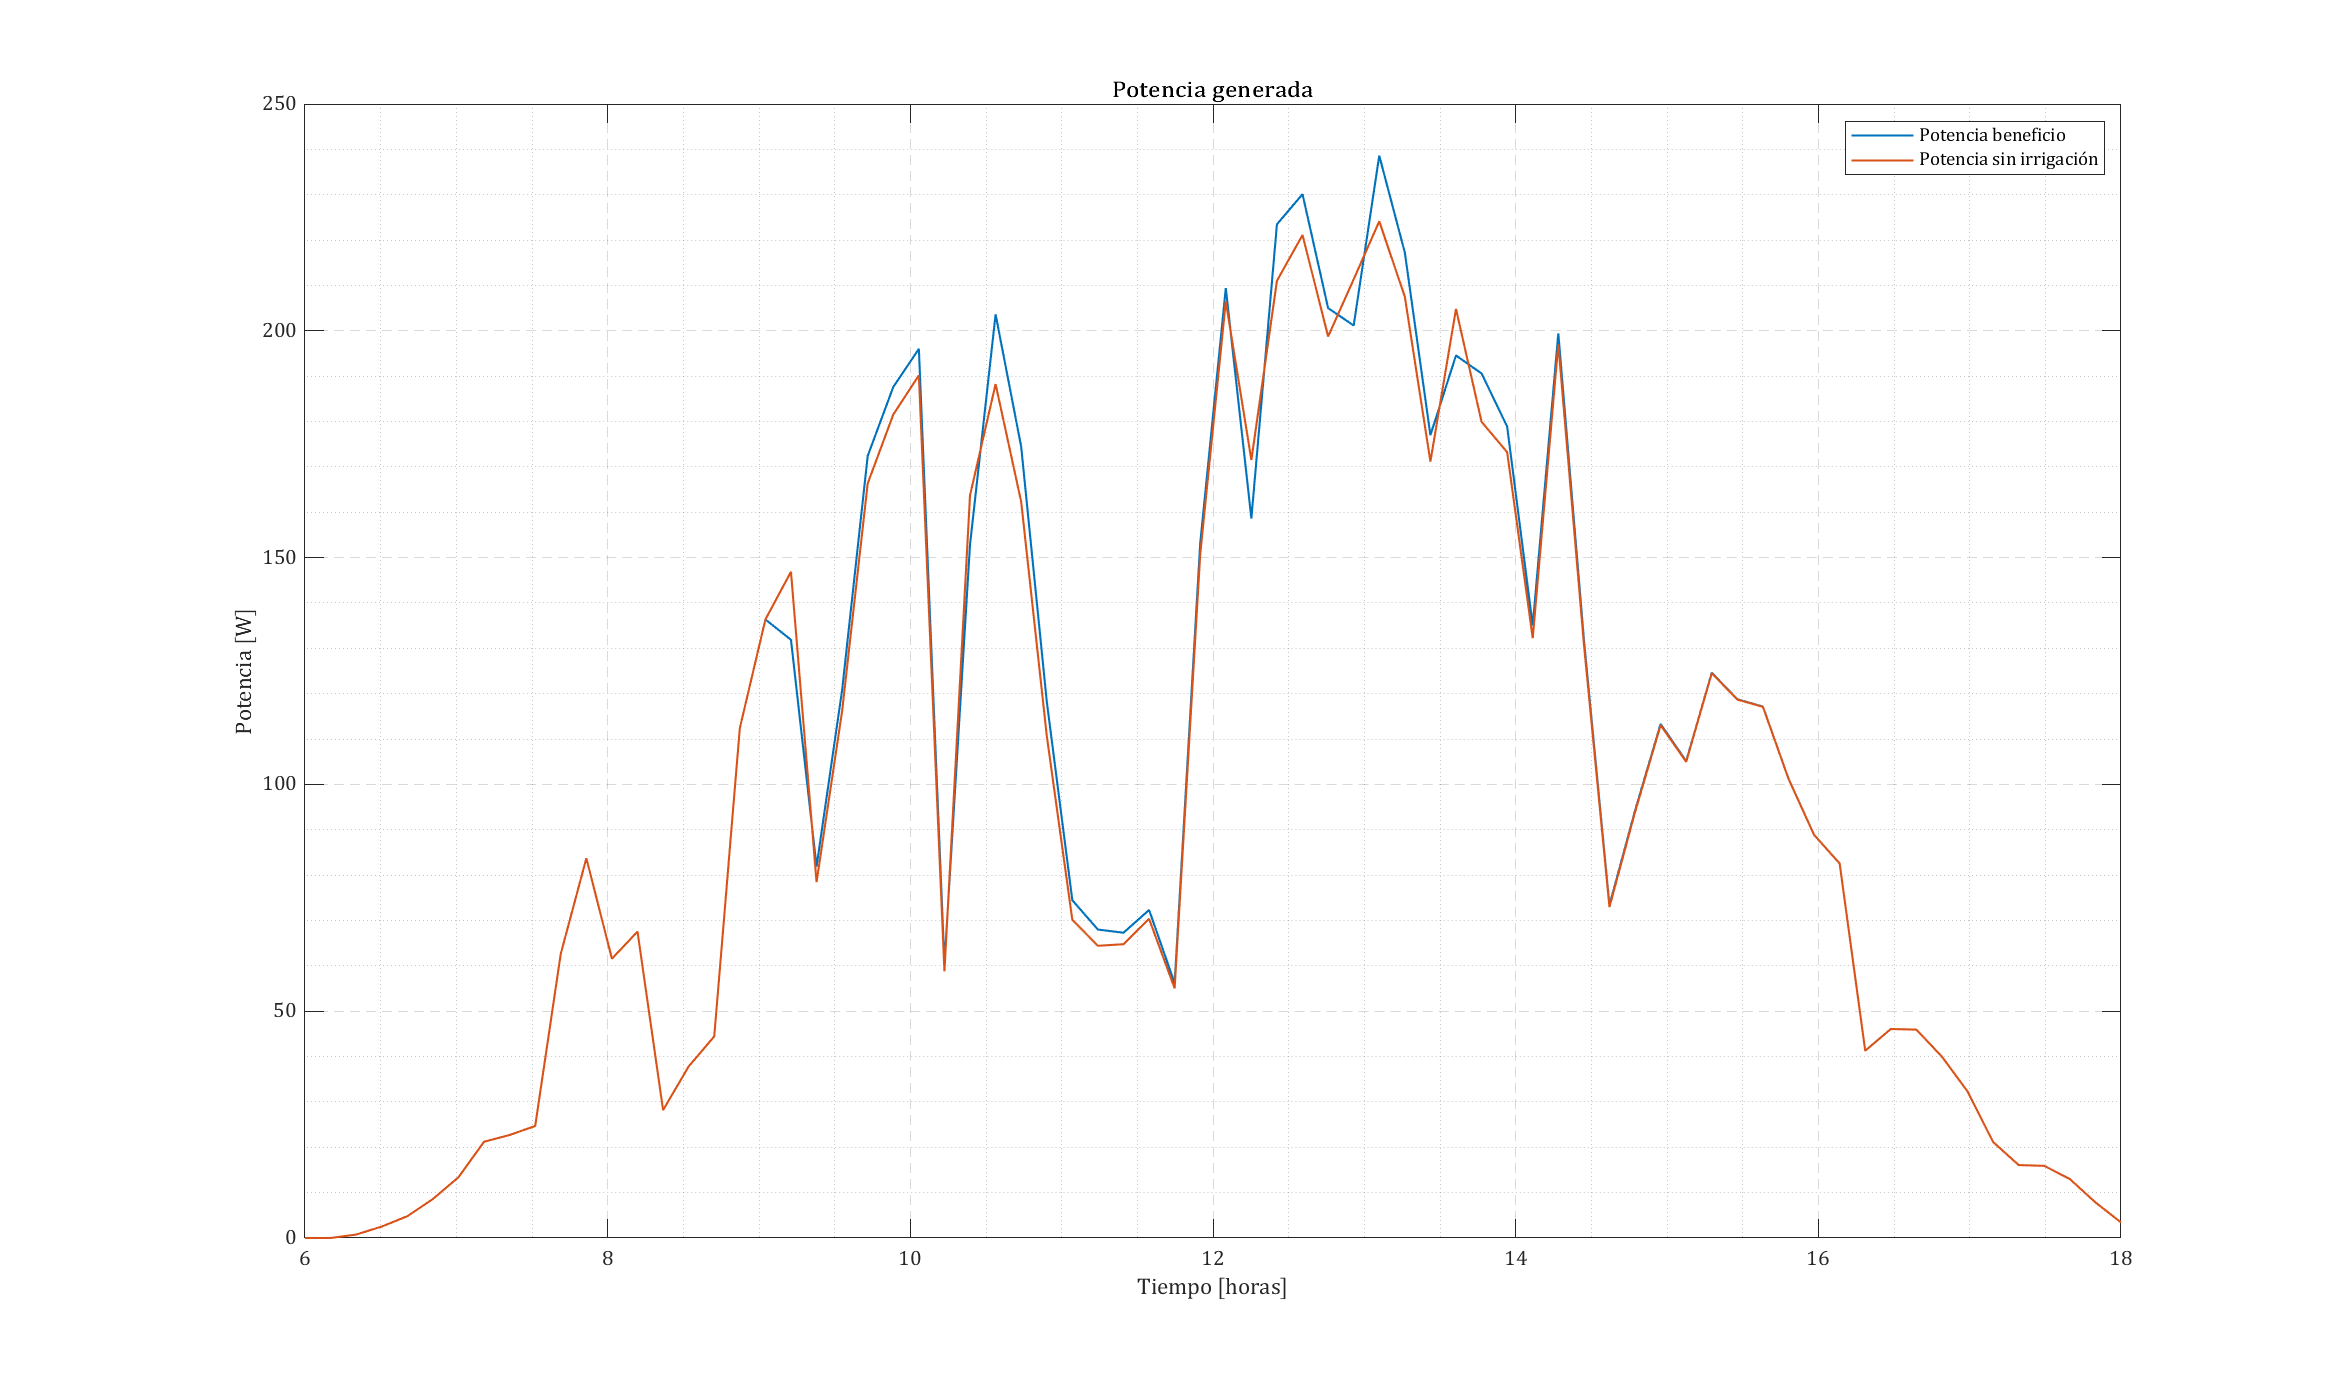 Potencia generada
250
200
150
100
50
0
Potencia [W]
Potencia beneficio
Potencia sin irrigación
6 8 10 12 14 16 18
Tiempo [horas]